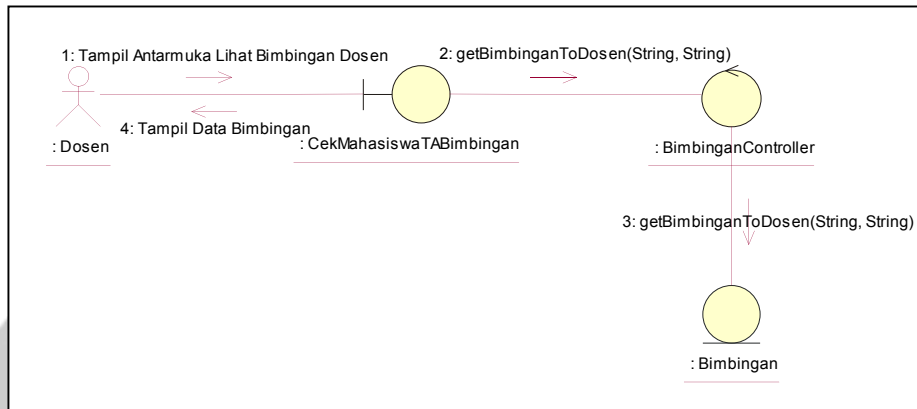 1: Tampil Antarmuka Lihat Bimbingan Dosen
2: getBimbinganToDosen(String, String)
4: Tampil Data Bimbingan
: Dosen
: CekMahasiswaTABimbingan
: BimbinganController
3: getBimbinganToDosen(String, String)
: Bimbingan